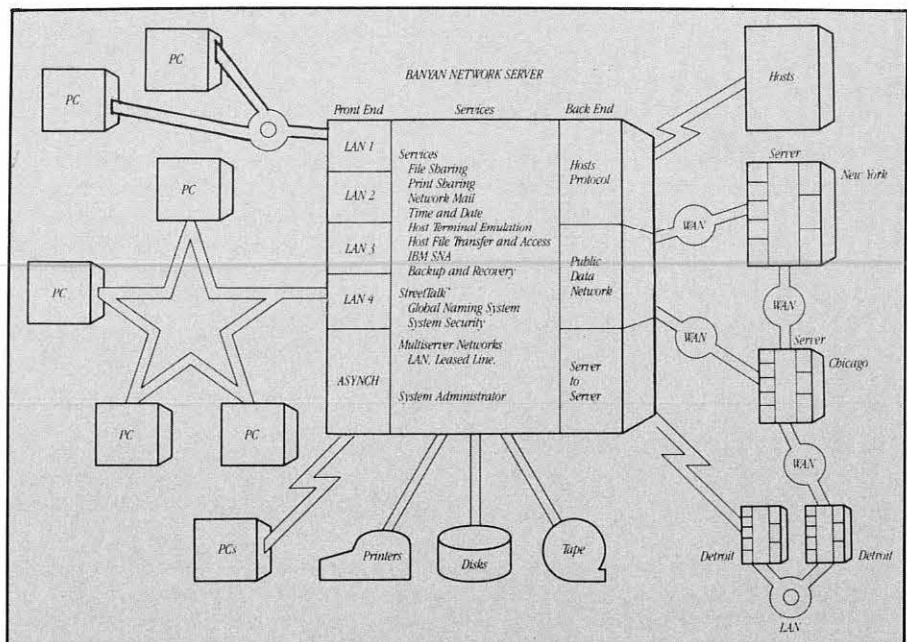 BANYAN NETWORK SERVER
Front End
Services
Back End
PC
PC
LAN 1
LAN 2
LAN 3
LAN 4
ASYNCH
Services
File Sharing
Print Sharing
Network Mail
Time and Date
Host Terminal Emulation
Host File Transfer and Access
IBM SNA
Backup and Recovery
StreetTalk™
Global Naming System
System Security
Multiserver Networks
LAN, Leased Line.
System Administrator
Hosts
Protocol
Public
Data
Network
Server
to
Server
PC
PC
PC
PC
PCs
Printers
Disks
Tape
Hosts
Server
New York
WAN
WAN
WAN
Server
Chicago
WAN
Detroit
Detroit
LAN